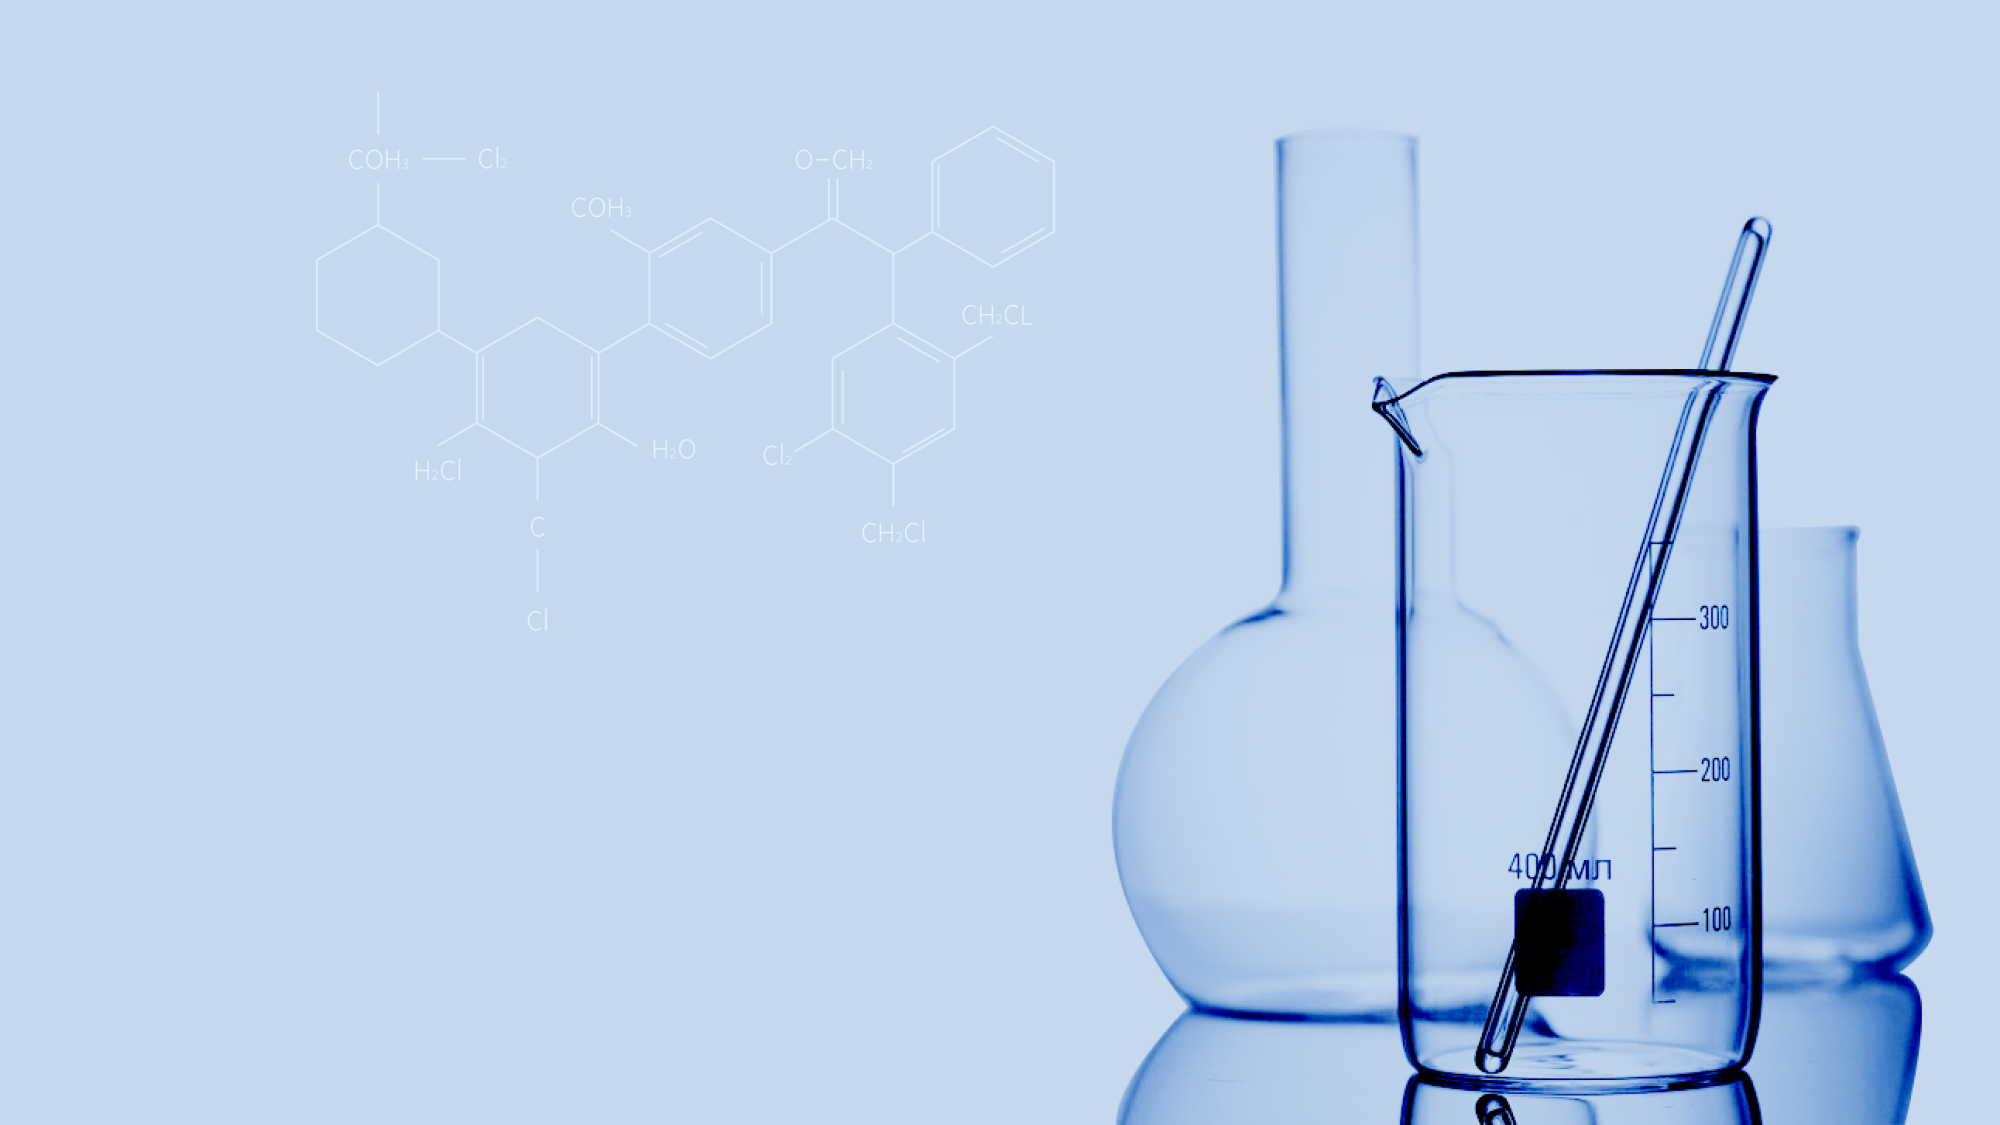 COH₃ — Cl₂
O–CH₂
COH₃
CH₂CL
H₂O
Cl₂
H₂Cl
C
CH₂Cl
Cl
300
200
400 мл
100